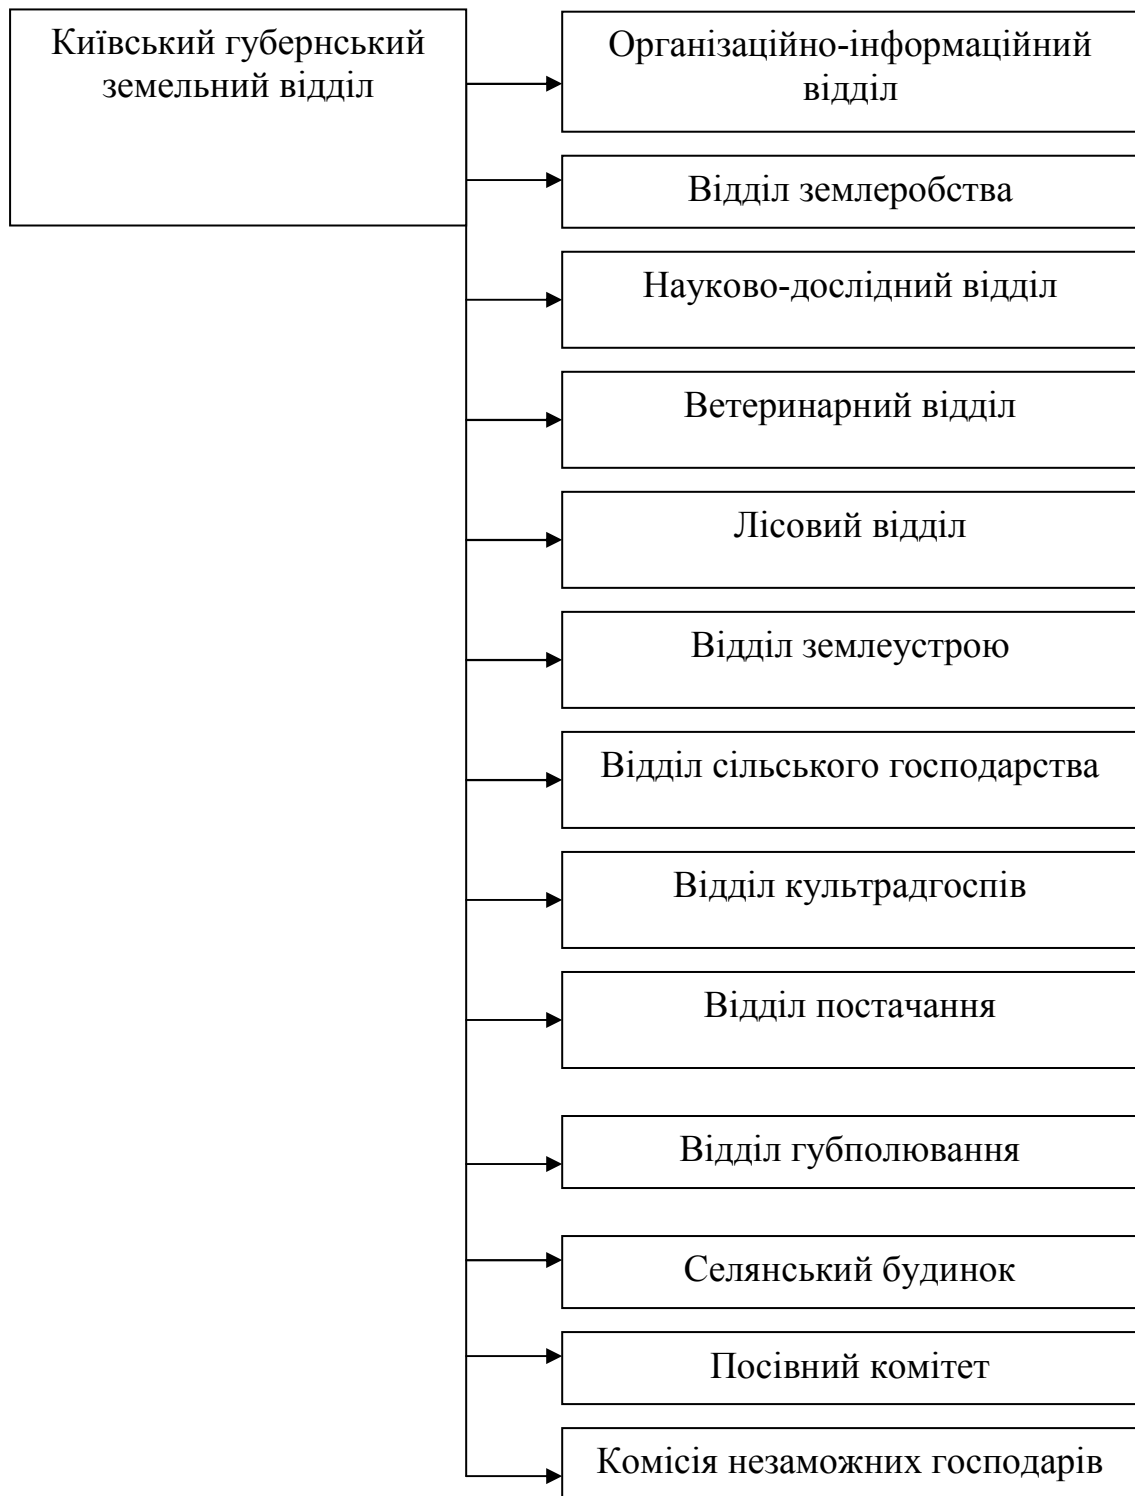 Київський губернський
земельний відділ
Організаційно-інформаційний
відділ
Відділ землеробства
Науково-дослідний відділ
Ветеринарний відділ
Лісовий відділ
Відділ землеустрою
Відділ сільського господарства
Відділ культрадгоспів
Відділ постачання
Відділ губполювання
Селянський будинок
Посівний комітет
Комісія незаможних господарів